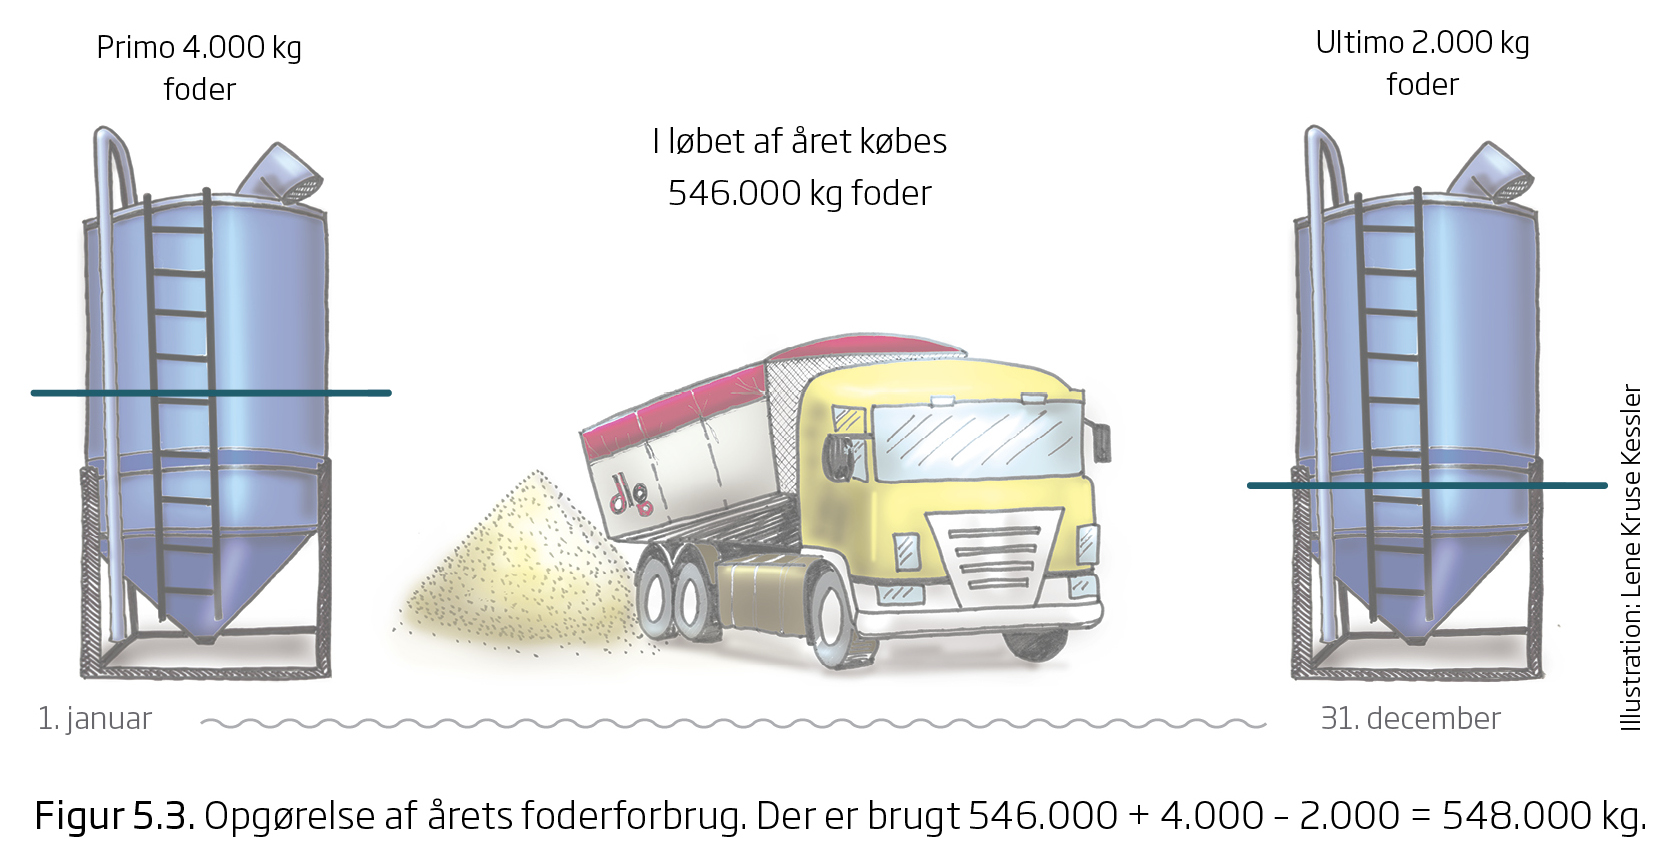 Primo 4.000 kg
foder
Ultimo 2.000 kg
foder
I løbet af året købes
546.000 kg foder
dlg
1. januar
31. december
Illustration: Lene Kruse Kessler
Figur 5.3. Opgørelse af årets foderforbrug. Der er brugt 546.000 + 4.000 – 2.000 = 548.000 kg.